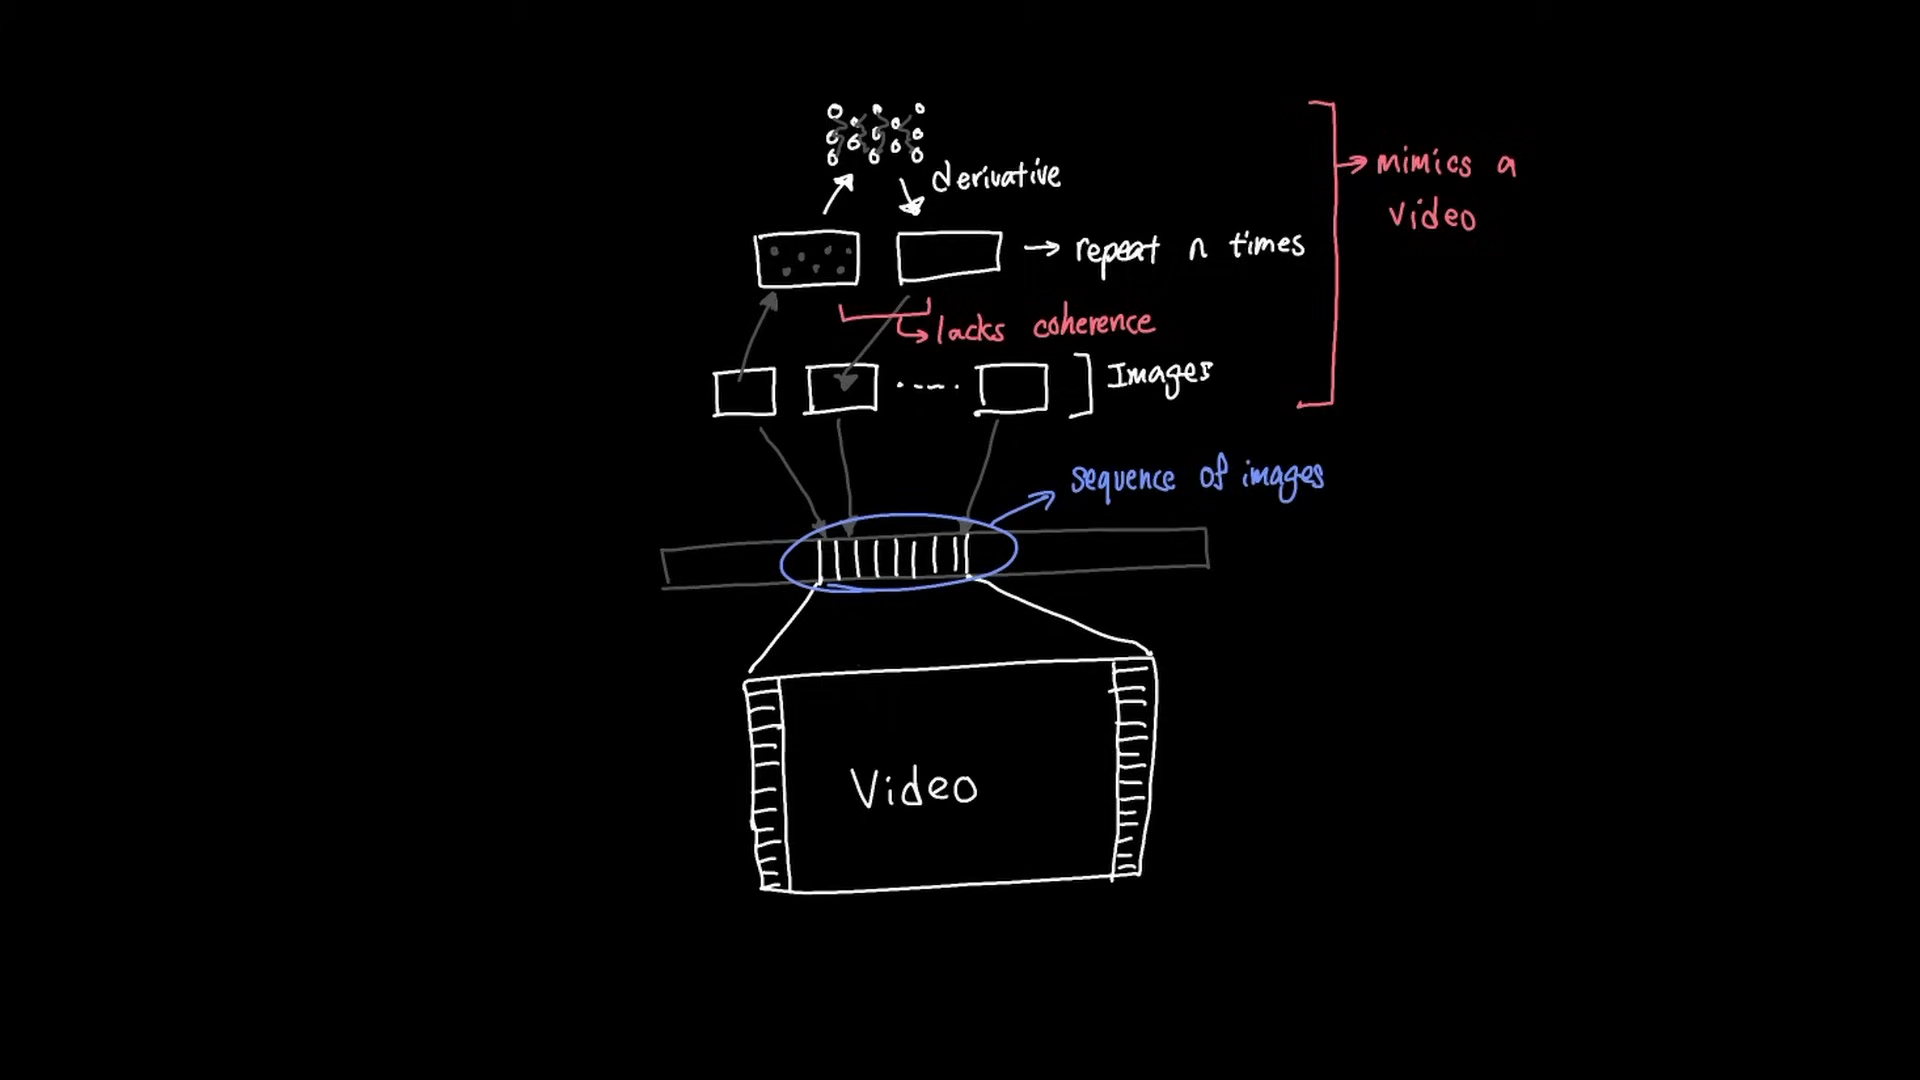 derivative
mimics a
video
repeat n times
lacks coherence
Images
sequence of images
Video